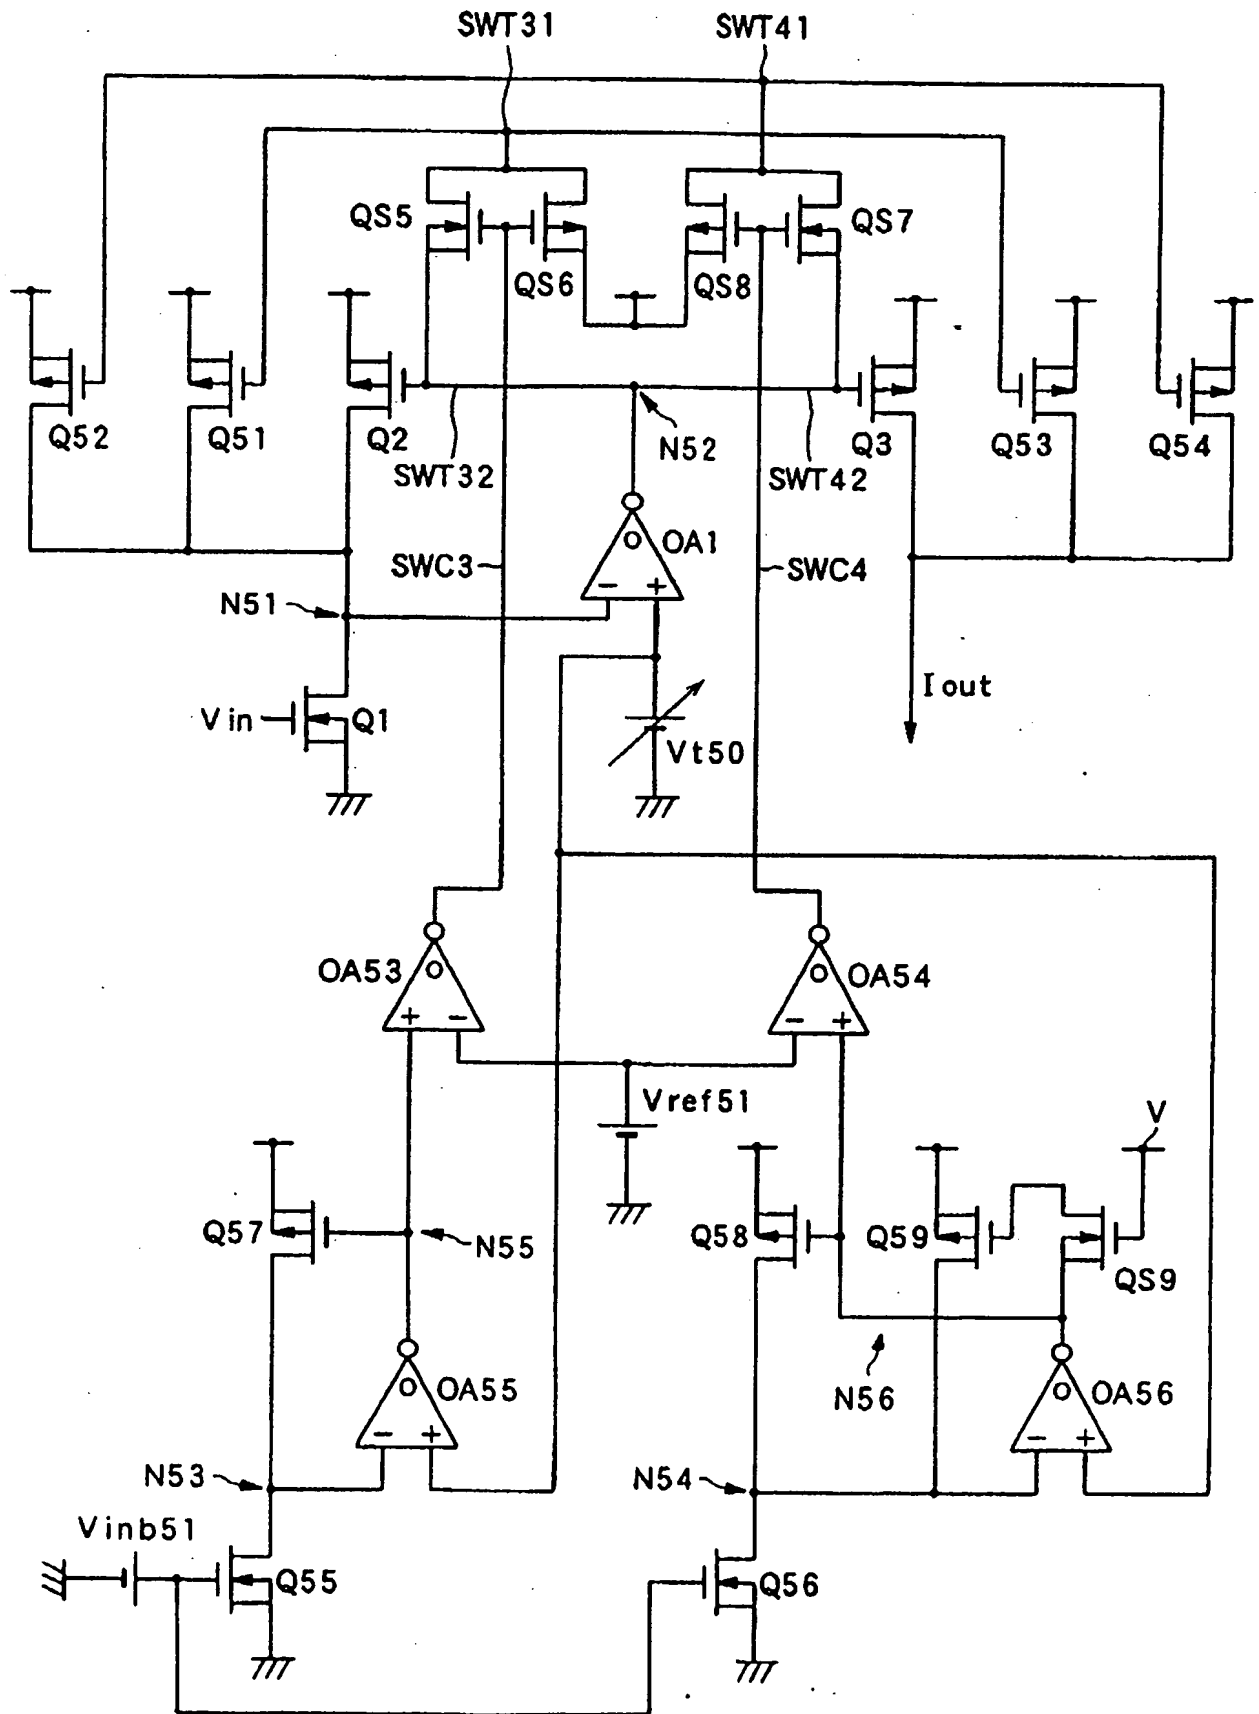 SWT31
SWT41
QS5
QS7
QS6
QS8
Q52
Q51
Q2
N52
Q3
Q53
Q54
SWT32
SWT42
O
OA1
SWC3
SWC4
- +
N51
Iout
Vin
Q1
Vt50
OA53
O
O
OA54
+ -
- +
Vref51
V
Q57
N55
Q58
Q59
QS9
O
OA55
N56
O
OA56
- +
- +
N53
N54
Vinb51
Q55
Q56